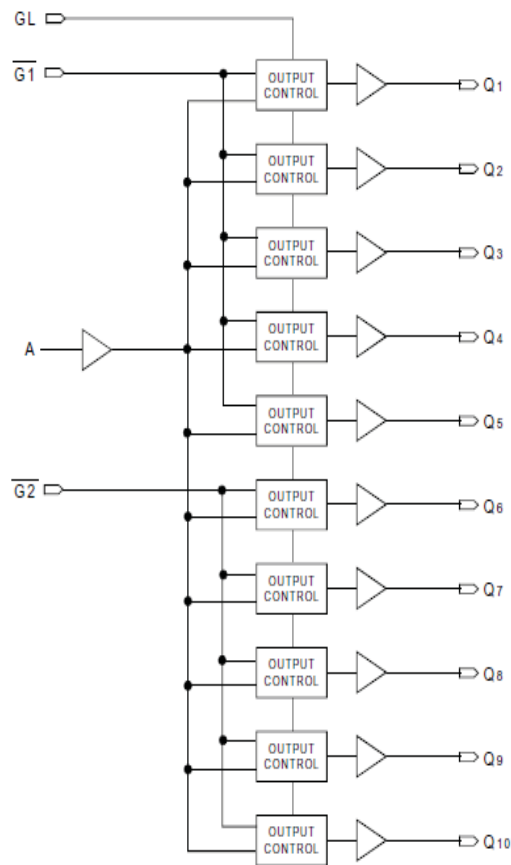 GL
G1
OUTPUT
CONTROL
Q1
OUTPUT
CONTROL
Q2
OUTPUT
CONTROL
Q3
OUTPUT
CONTROL
Q4
A
OUTPUT
CONTROL
Q5
G2
OUTPUT
CONTROL
Q6
OUTPUT
CONTROL
Q7
OUTPUT
CONTROL
Q8
OUTPUT
CONTROL
Q9
OUTPUT
CONTROL
Q10